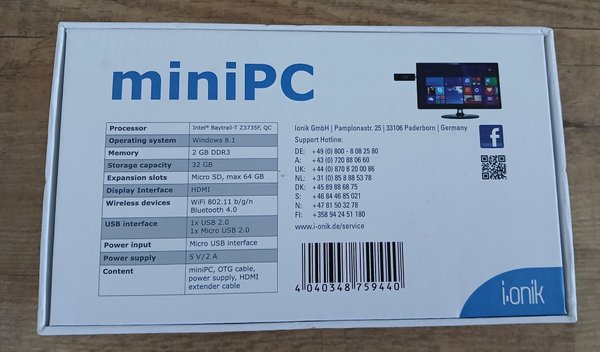 miniPC
Processor Intel® Baytrail-T Z3735F, QC
Operating system Windows 8.1
Memory 2 GB DDR3
Storage capacity 32 GB
Expansion slots Micro SD, max 64 GB
Display Interface HDMI
Wireless devices WiFi 802.11 b/g/n
Bluetooth 4.0
USB interface 1x USB 2.0
1x Micro USB 2.0
Power input Micro USB interface
Power supply 5 V/2 A
Content miniPC, OTG cable,
power supply, HDMI
extender cable
Ionik GmbH | Pamplonastr. 25 | 33106 Paderborn | Germany
Support Hotline:
DE: +49 (0) 800 - 8 08 25 80
A: +43 (0) 720 88 06 60
UK: +44 (0) 870 8 20 00 86
NL: +31 (0) 85 8 88 53 78
DK: +45 89 88 68 75
S: +46 84 46 85 021
N: +47 81 50 32 78
FI: +358 94 24 51 180
www.i-onik.de/service
4 040348 759440
f
i.onik